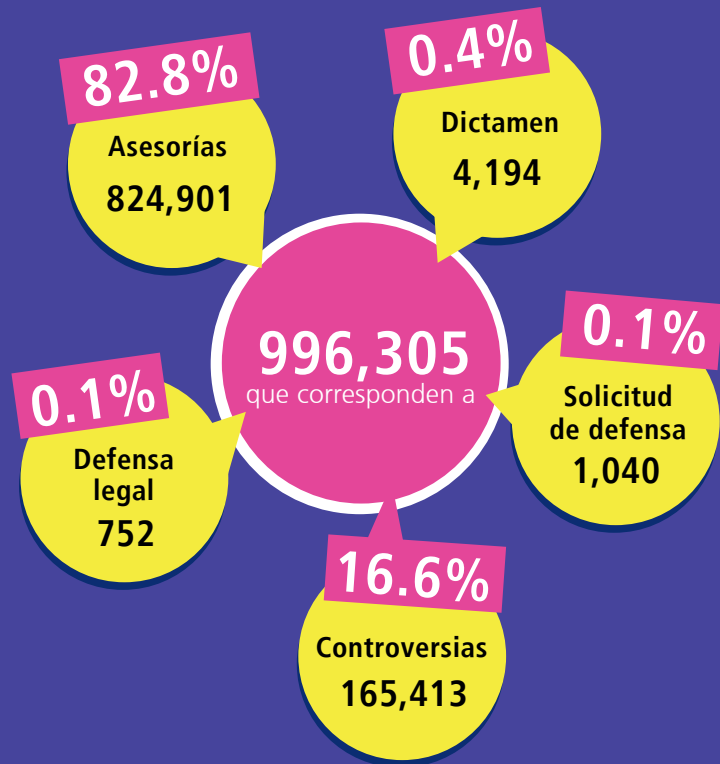 82.8%
Asesorías
824,901
0.4%
Dictamen
4,194
996,305
que corresponden a
0.1%
Solicitud
de defensa
1,040
0.1%
Defensa
legal
752
16.6%
Controversias
165,413